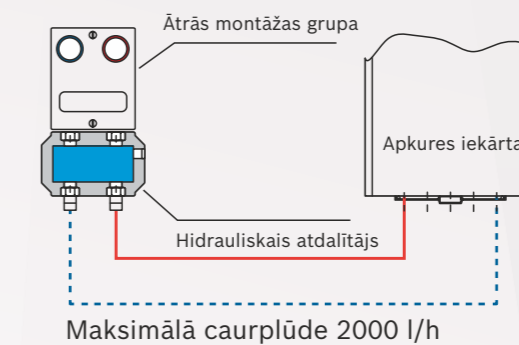 Ātrās montāžas grupa
Apkures iekārta
Hidrauliskais atdalītājs
Maksimālā caurplūde 2000 l/h